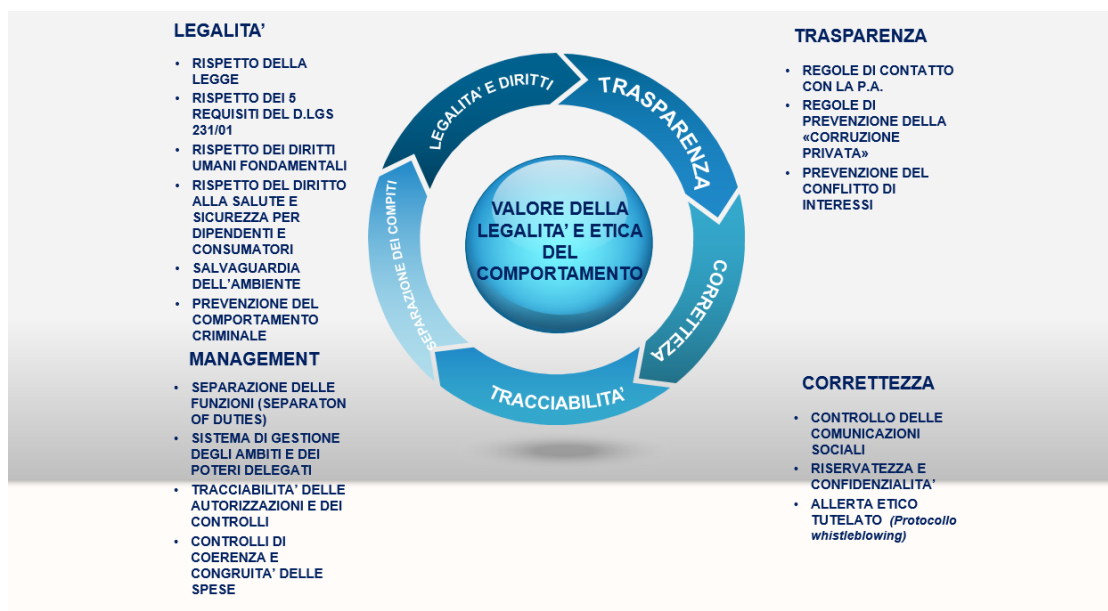 LEGALITA’
• RISPETTO DELLA
LEGGE
• RISPETTO DEI 5
REQUISITI DEL D.LGS
231/01
• RISPETTO DEI DIRITTI
UMANI FONDAMENTALI
• RISPETTO DEL DIRITTO
ALLA SALUTE E
SICUREZZA PER
DIPENDENTI E
CONSUMATORI
• SALVAGUARDIA
DELL’AMBIENTE
• PREVENZIONE DEL
COMPORTAMENTO
CRIMINALE
MANAGEMENT
• SEPARAZIONE DELLE
FUNZIONI (SEPARATON
OF DUTIES)
• SISTEMA DI GESTIONE
DEGLI AMBITI E DEI
POTERI DELEGATI
• TRACCIABILITA’ DELLE
AUTORIZZAZIONI E DEI
CONTROLLI
• CONTROLLI DI
COERENZA E
CONGRUITA’ DELLE
SPESE
LEGALITA’ E DIRITTI
TRASPARENZA
CORRETTEZA
TRACCIABILITA’
SEPARAZIONE DEI COMPITI
VALORE DELLA
LEGALITA’ E ETICA
DEL
COMPORTAMENTO
TRASPARENZA
• REGOLE DI CONTATTO
CON LA P.A.
• REGOLE DI
PREVENZIONE DELLA
«CORRUZIONE
PRIVATA»
• PREVENZIONE DEL
CONFLITTO DI
INTERESSI
CORRETTEZZA
• CONTROLLO DELLE
COMUNICAZIONI
SOCIALI
• RISERVATEZZA E
CONFIDENZIALITA’
• ALLERTA ETICO
TUTELATO (Protocollo
whistleblowing)